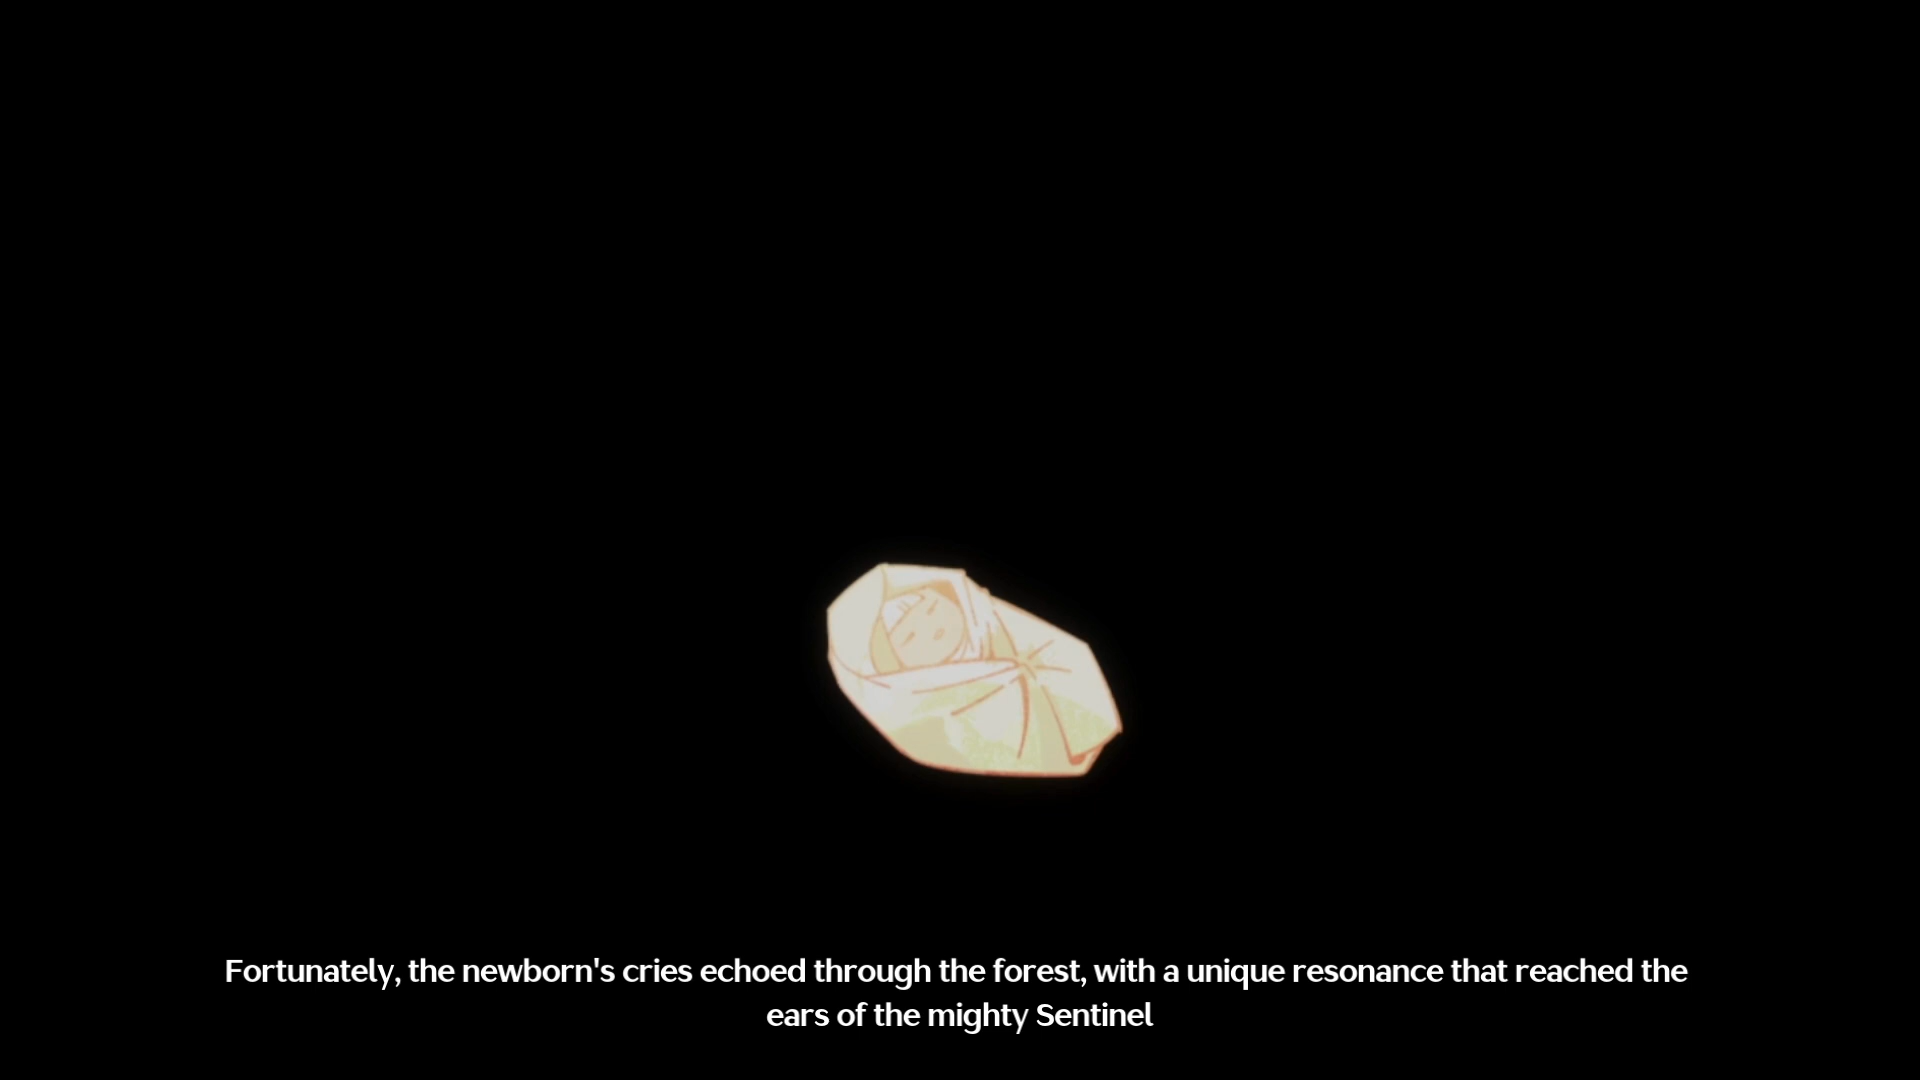 Fortunately, the newborn's cries echoed through the forest, with a unique resonance that reached the
ears of the mighty Sentinel